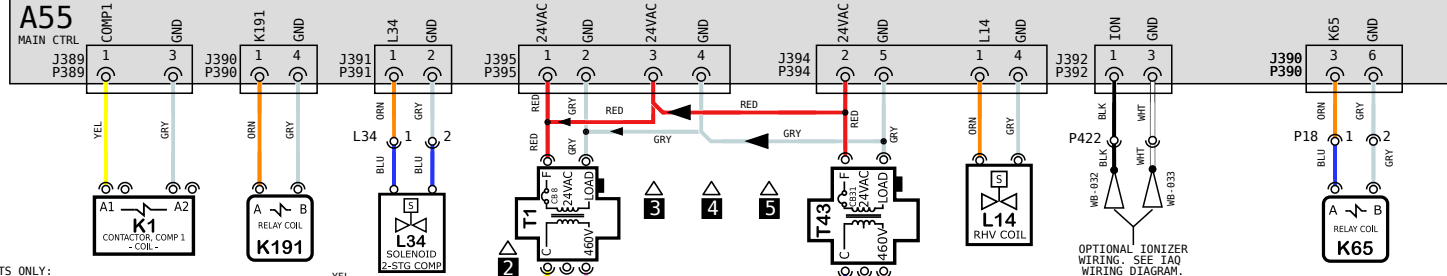 A55
MAIN CTRL
COMP1 GND K191 GND L34 GND 24VAC GND 24VAC GND 24VAC GND L14 GND ION GND K65 GND
J389 1 3 J390 1 4 J391 1 2 J395 1 2 3 4 J394 2 5 1 4 J392 1 3 J390 3 6
P389 P390 P391 P395 P394 P392 P390
YEL GRY ORN GRY ORN GRY RED GRY RED RED RED GRY ORN GRY BLK WHT ORN GRY
L34 1 2 GRY GRY P422 P18 1 2
BLU BLU RED GRY BLK WHT BLU GRY
WB-032 WB-033
A1 A2
K1
CONTACTOR, COMP 1
- COIL -
A B
RELAY COIL
K191
S
L34
SOLENOID
2-STG COMP
T1
F CB8 24VAC LOAD
C 460V
2
3 4 5
T43
F CB31 24VAC LOAD
C 460V
S
L14
RHV COIL
OPTIONAL IONIZER
WIRING. SEE IAQ
WIRING DIAGRAM.
A B
RELAY COIL
K65
TS ONLY:
YEL